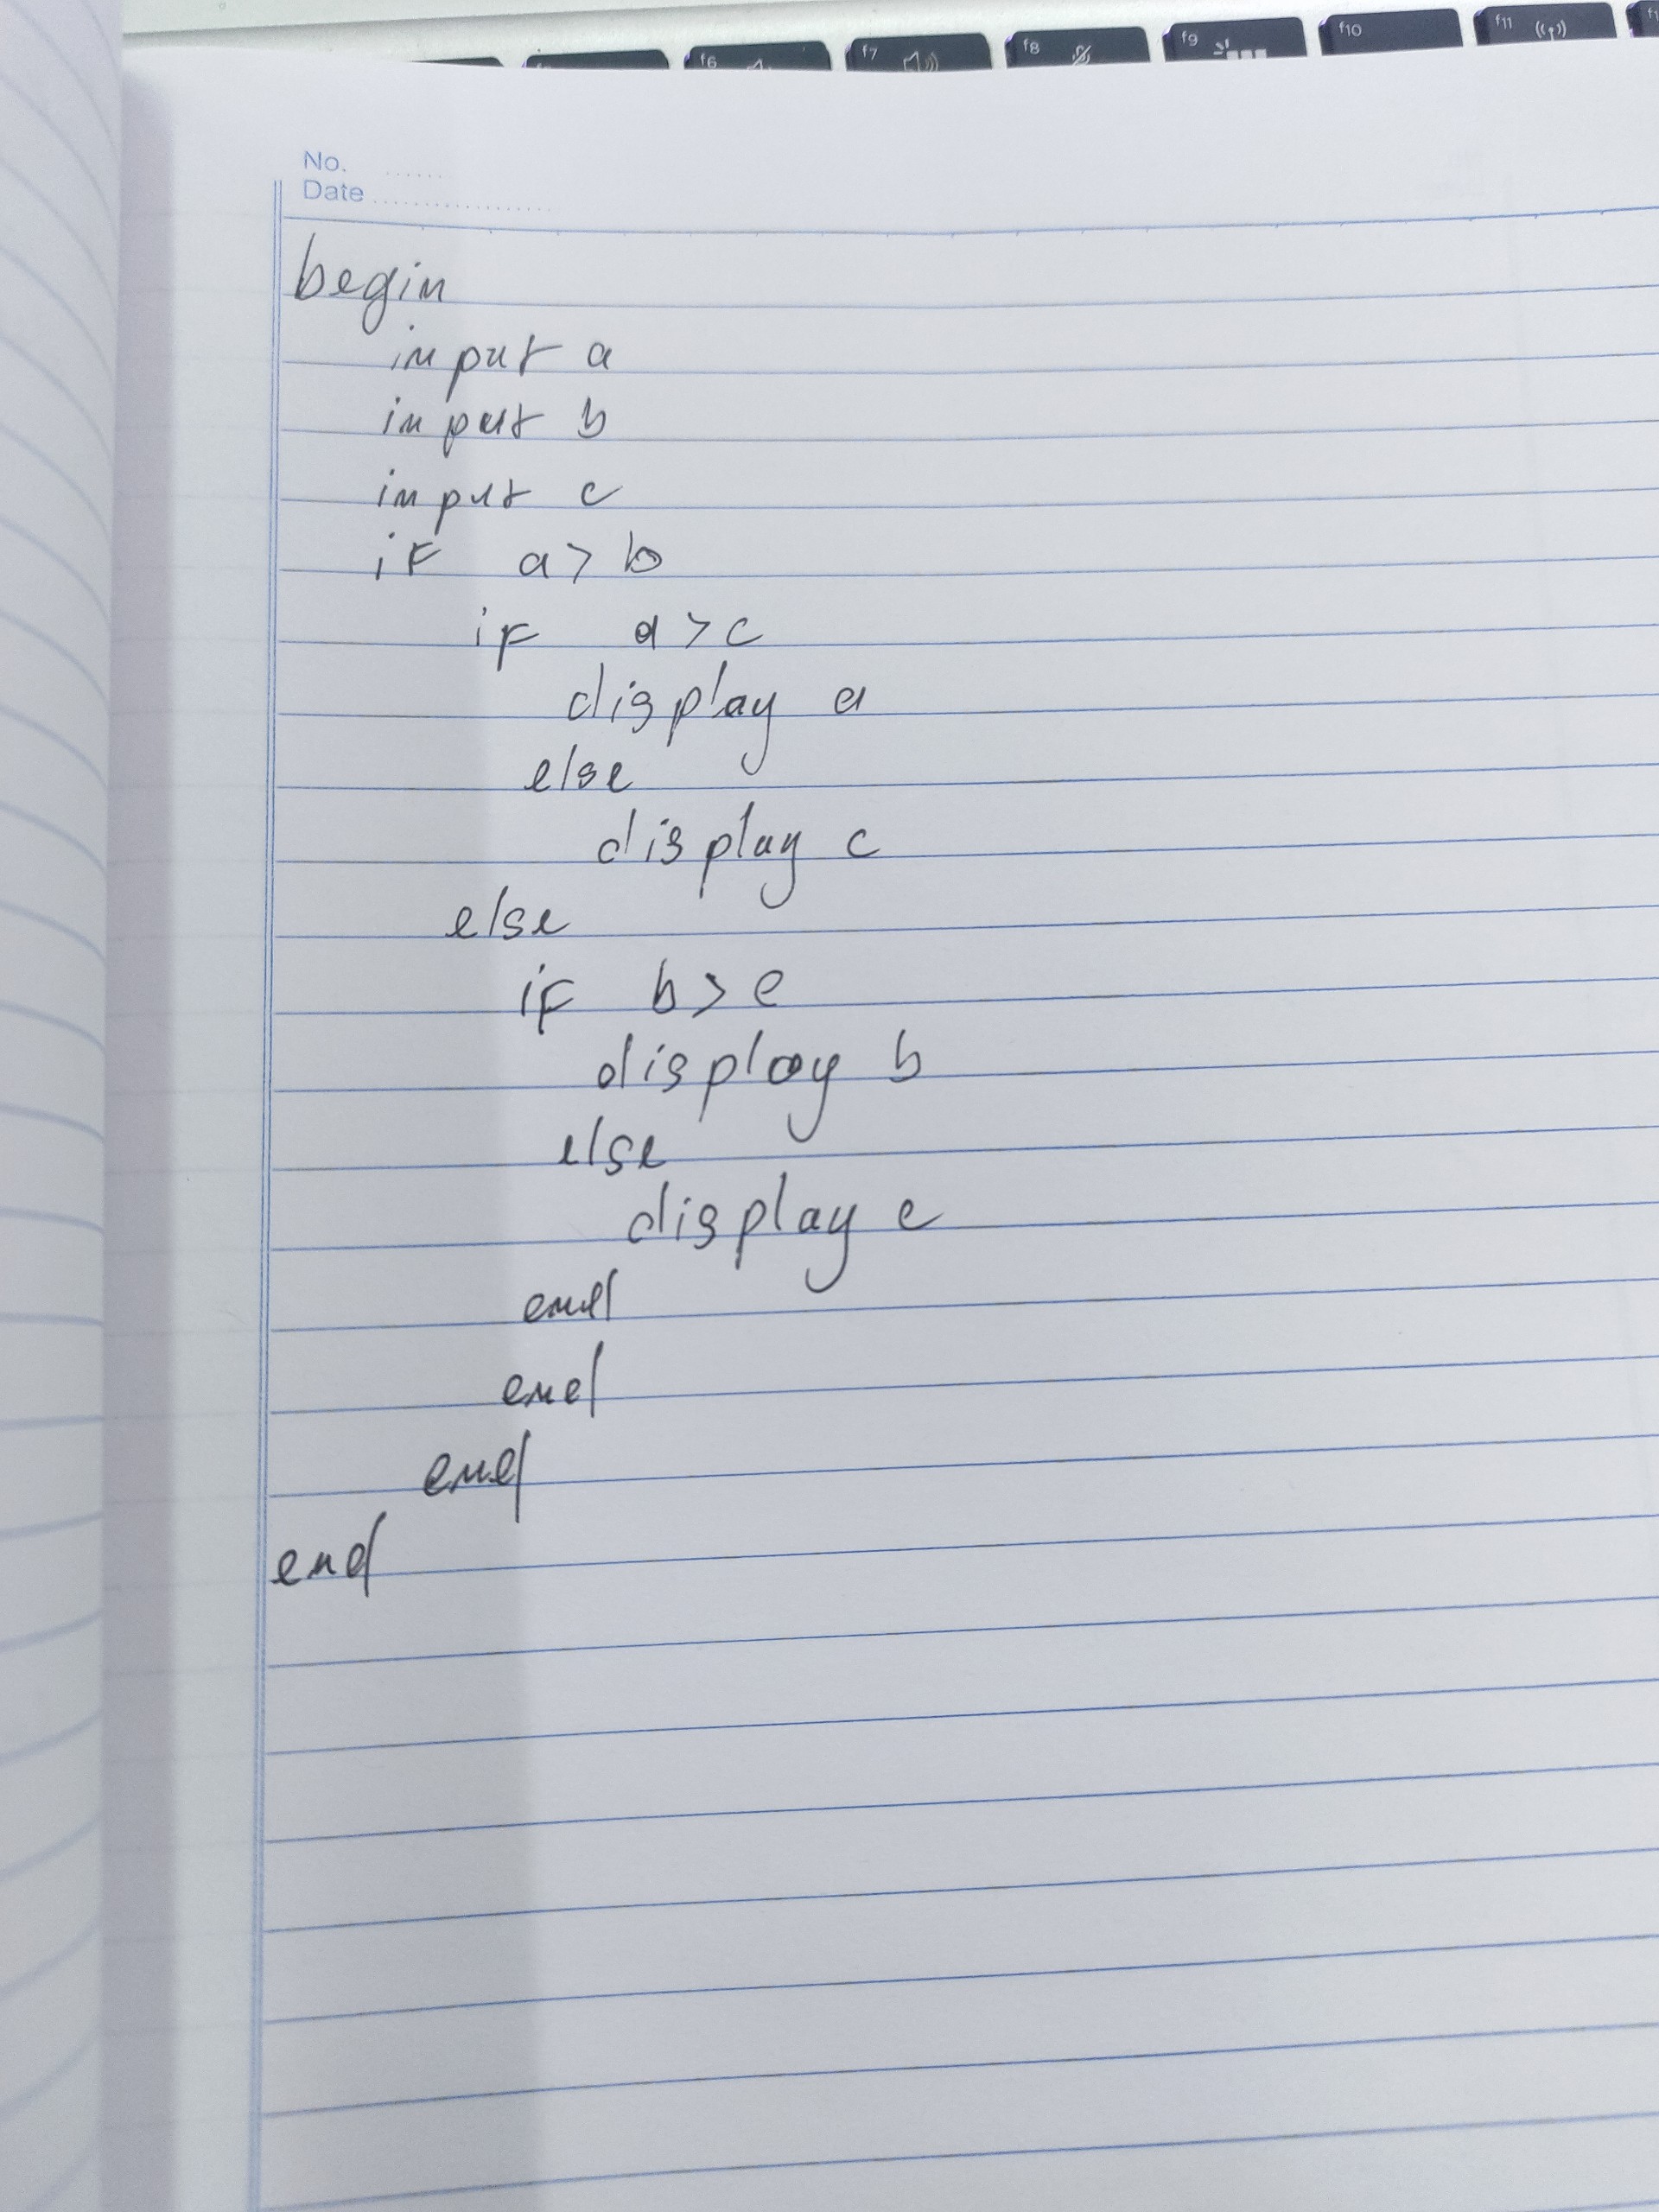 f6
f7
f8
f9
f10
f11
No. ......
Date ..................
begin
input a
input b
input c
if a > b
if a > c
display a
else
display c
else
if b > c
display b
else
display c
end
end
end
end